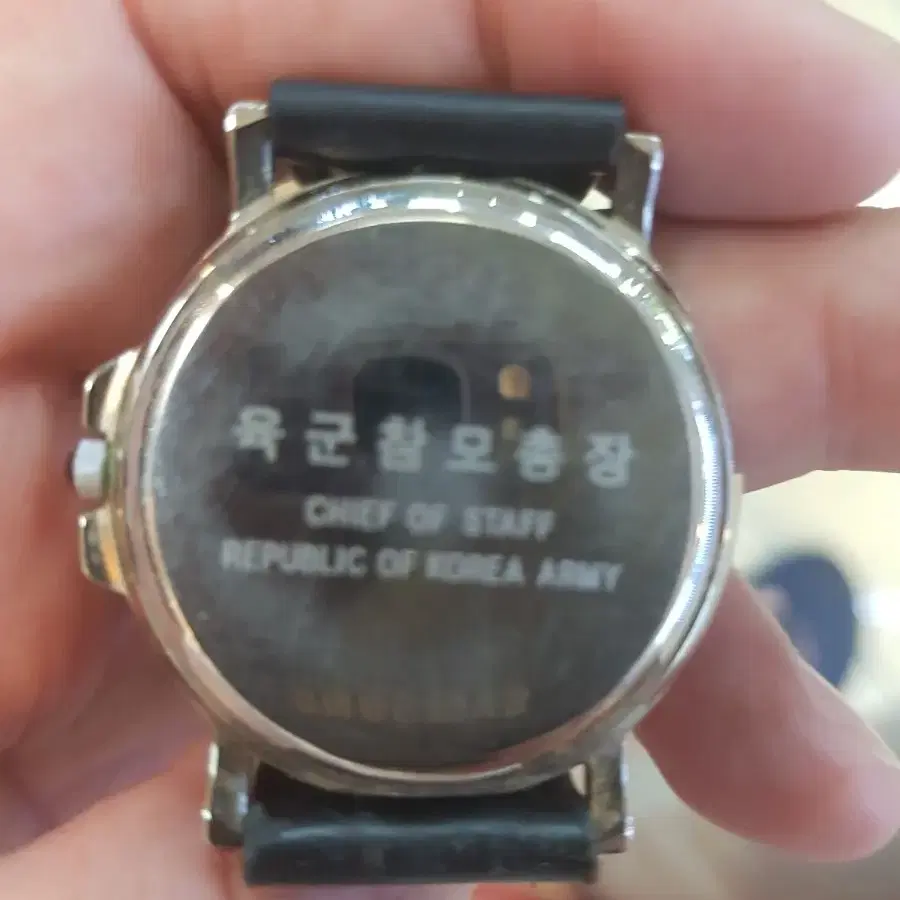 육군참모총장
CHIEF OF STAFF
REPUBLIC OF KOREA ARMY